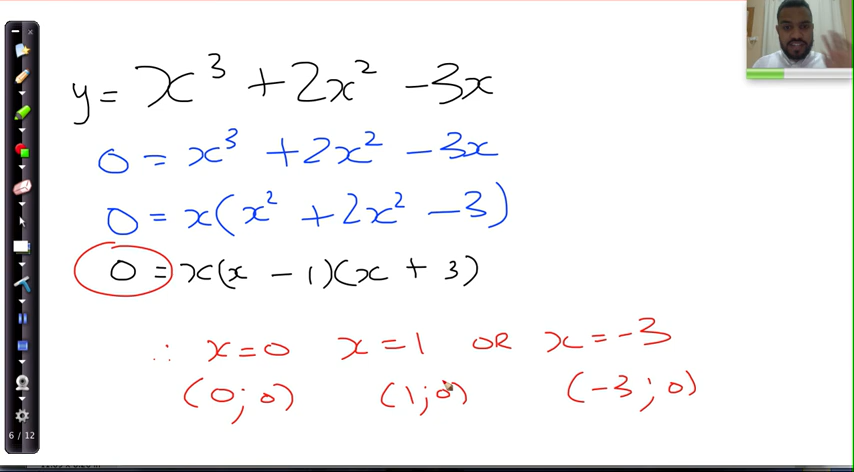 y = x³ + 2x² - 3x
0 = x³ + 2x² - 3x
0 = x(x² + 2x² - 3)
0 = x(x - 1)(x + 3)
∴ x = 0 x = 1 OR x = -3
(0; 0) (1; 0) (-3; 0)
6 / 12